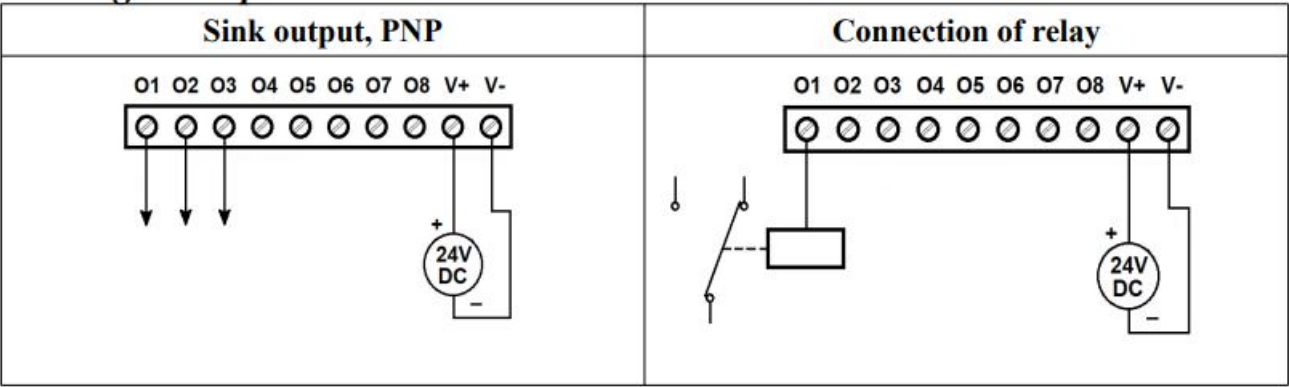 Sink output, PNP
Connection of relay
O1 O2 O3 O4 O5 O6 O7 O8 V+ V-
+
24V
DC
–
O1 O2 O3 O4 O5 O6 O7 O8 V+ V-
+
24V
DC
–